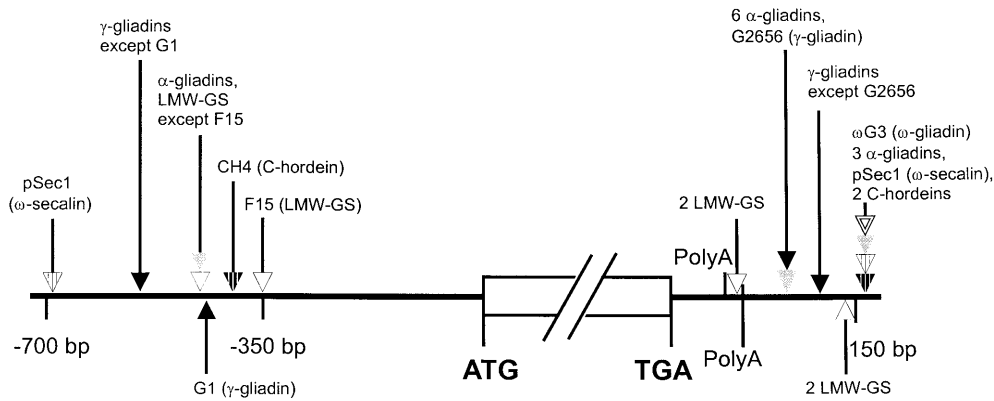 γ-gliadins
except G1
α-gliadins,
LMW-GS
except F15
CH4 (C-hordein)
pSec1
(ω-secalin)
F15 (LMW-GS)
6 α-gliadins,
G2656 (γ-gliadin)
γ-gliadins
except G2656
ωG3 (ω-gliadin)
3 α-gliadins,
pSec1 (ω-secalin),
2 C-hordeins
2 LMW-GS
PolyA
-700 bp
-350 bp
ATG
TGA
PolyA
150 bp
G1 (γ-gliadin)
2 LMW-GS